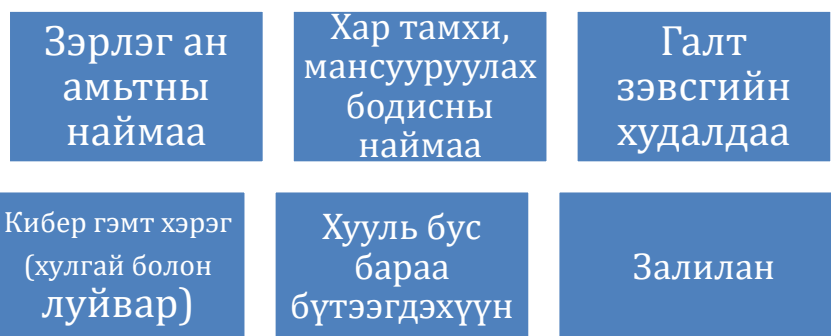 Зэрлэг ан
амьтны
наймаа
Хар тамхи,
мансууруулах
бодисны
наймаа
Галт
зэвсгийн
худалдаа
Кибер гэмт хэрэг
(хулгай болон
луйвар)
Хууль бус
бараа
бүтээгдэхүүн
Залилан